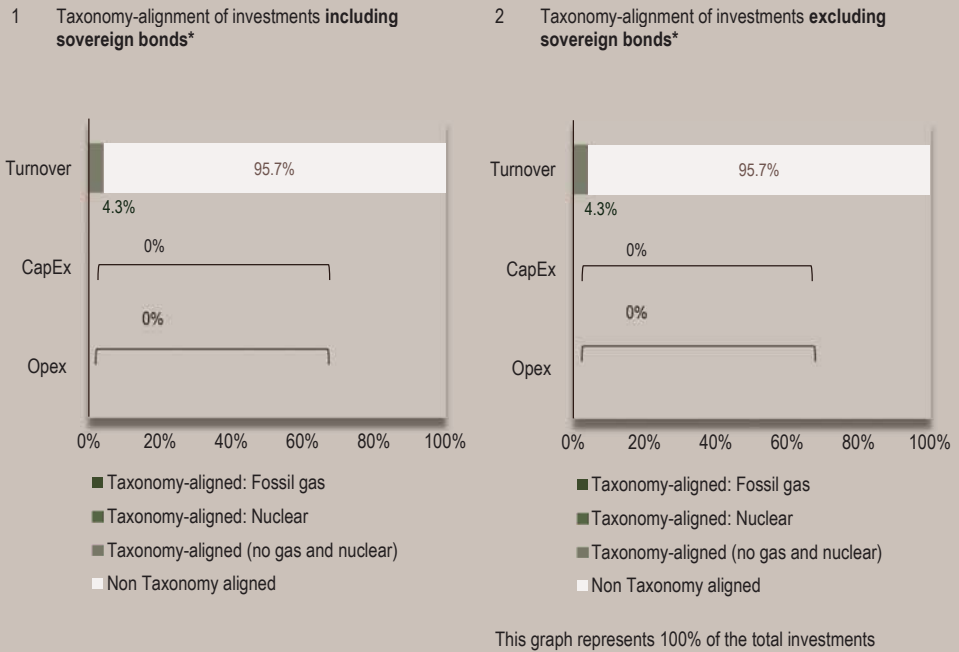 1 Taxonomy-alignment of investments including
sovereign bonds*
Turnover
95.7%
4.3%
0%
CapEx
0%
Opex
0% 20% 40% 60% 80% 100%
Taxonomy-aligned: Fossil gas
Taxonomy-aligned: Nuclear
Taxonomy-aligned (no gas and nuclear)
Non Taxonomy aligned
2 Taxonomy-alignment of investments excluding
sovereign bonds*
Turnover
95.7%
4.3%
0%
CapEx
0%
Opex
0% 20% 40% 60% 80% 100%
Taxonomy-aligned: Fossil gas
Taxonomy-aligned: Nuclear
Taxonomy-aligned (no gas and nuclear)
Non Taxonomy aligned
This graph represents 100% of the total investments